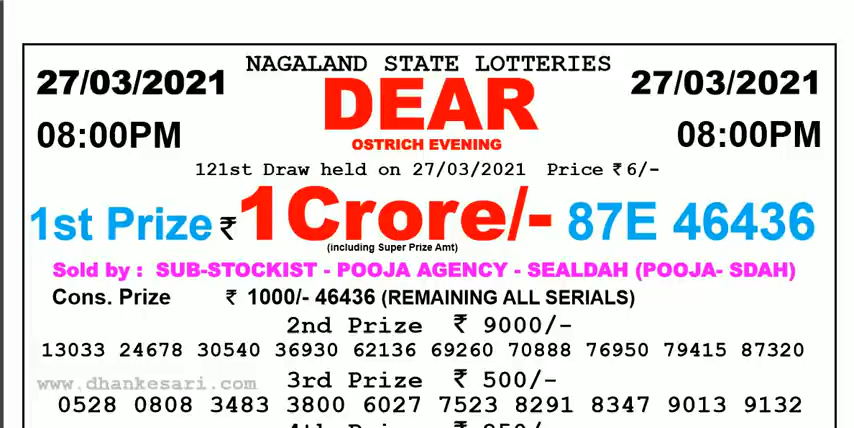 NAGALAND STATE LOTTERIES
27/03/2021 DEAR 27/03/2021
08:00PM OSTRICH EVENING 08:00PM
121st Draw held on 27/03/2021 Price ₹ 6/-
1st Prize ₹ 1Crore/- 87E 46436
(including Super Prize Amt)
Sold by : SUB-STOCKIST - POOJA AGENCY - SEALDAH (POOJA- SDAH)
Cons. Prize ₹ 1000/- 46436 (REMAINING ALL SERIALS)
2nd Prize ₹ 9000/-
13033 24678 30540 36930 62136 69260 70888 76950 79415 87320
www.dhankesari.com 3rd Prize ₹ 500/-
0528 0808 3483 3800 6027 7523 8291 8347 9013 9132